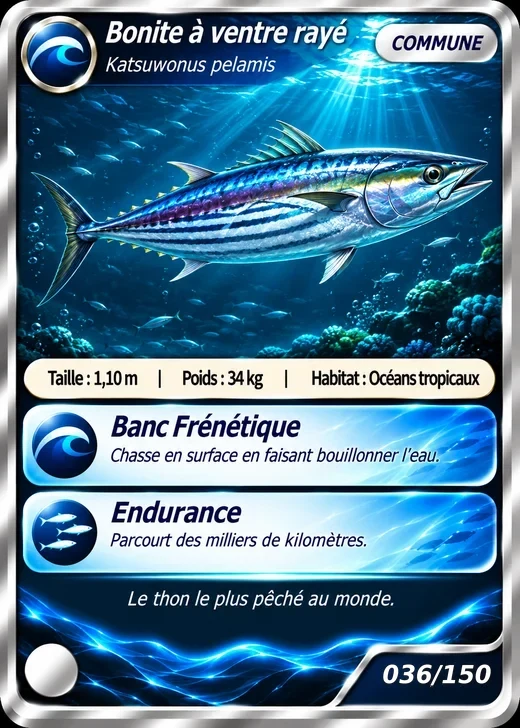 Bonite à ventre rayé
COMMUNE
Katsuwonus pelamis
Taille : 1,10 m | Poids : 34 kg | Habitat : Océans tropicaux
Banc Frénétique
Chasse en surface en faisant bouillonner l'eau.
Endurance
Parcourt des milliers de kilomètres.
Le thon le plus pêché au monde.
036/150